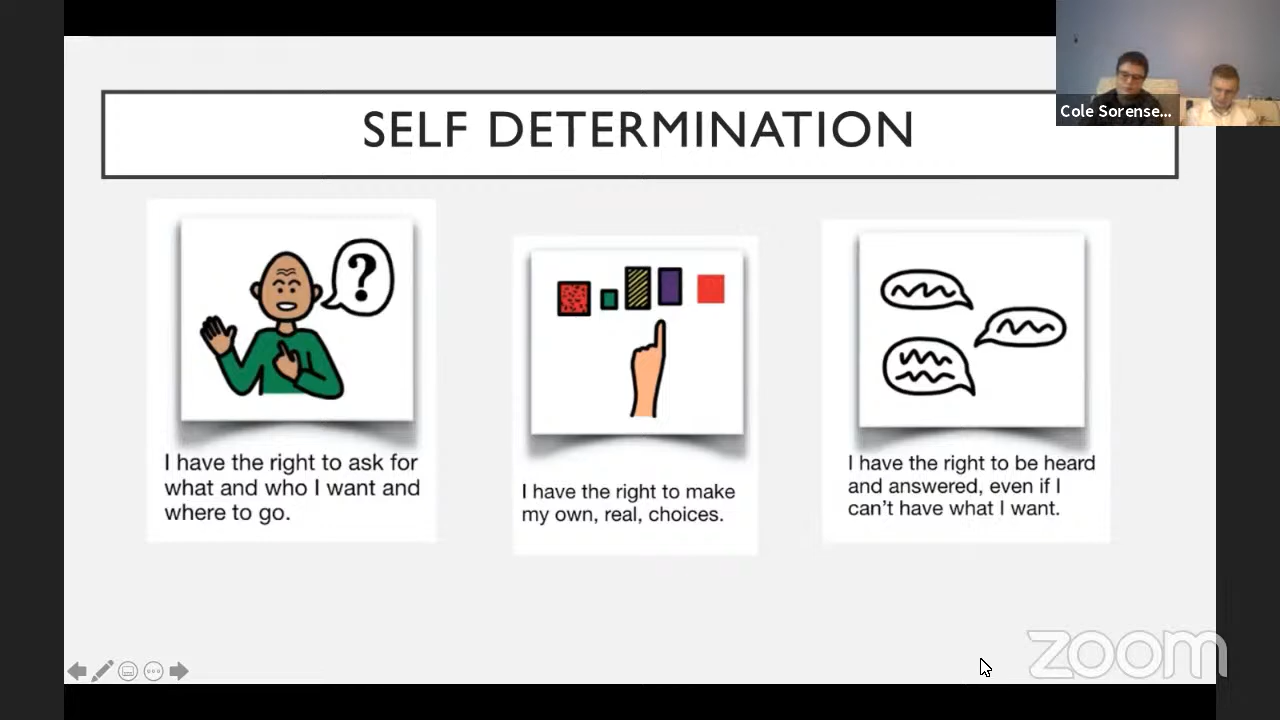 SELF DETERMINATION
Cole Sorense...
?
I have the right to ask for
what and who I want and
where to go.
I have the right to make
my own, real, choices.
I have the right to be heard
and answered, even if I
can't have what I want.
zoom